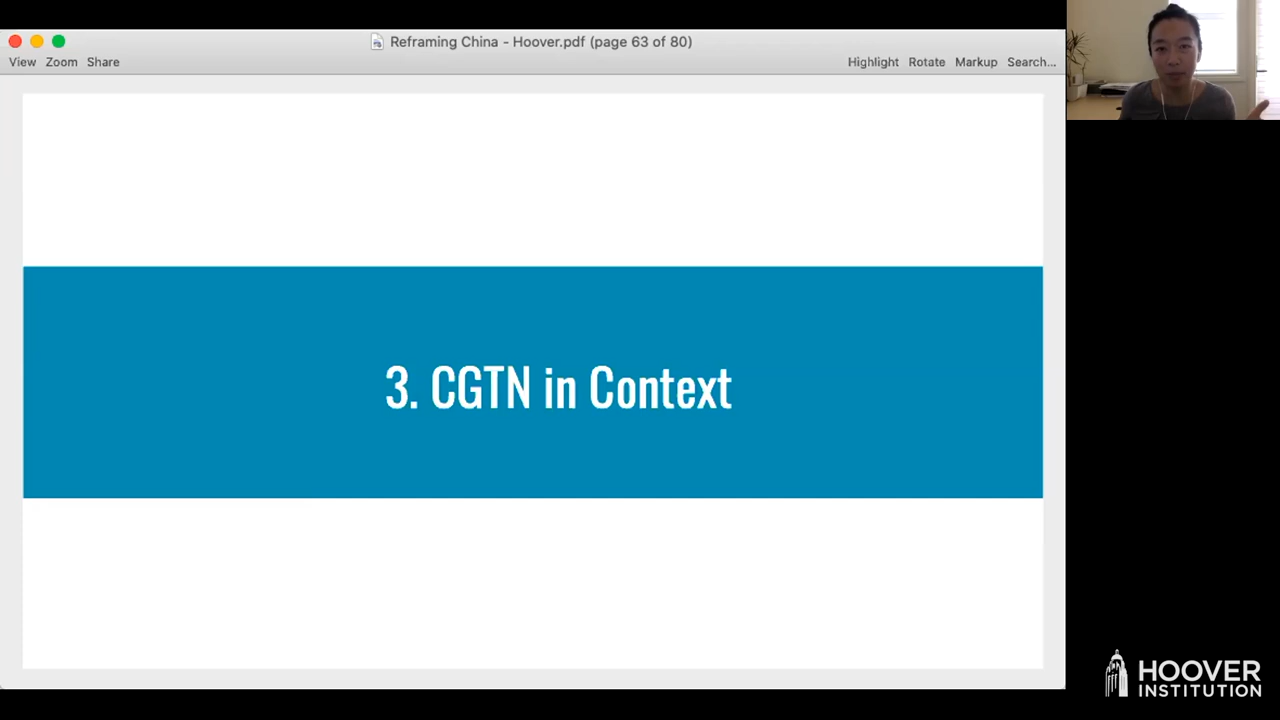 Reframing China - Hoover.pdf (page 63 of 80)
View Zoom Share
Highlight Rotate Markup Search...
3. CGTN in Context
HOOVER
INSTITUTION